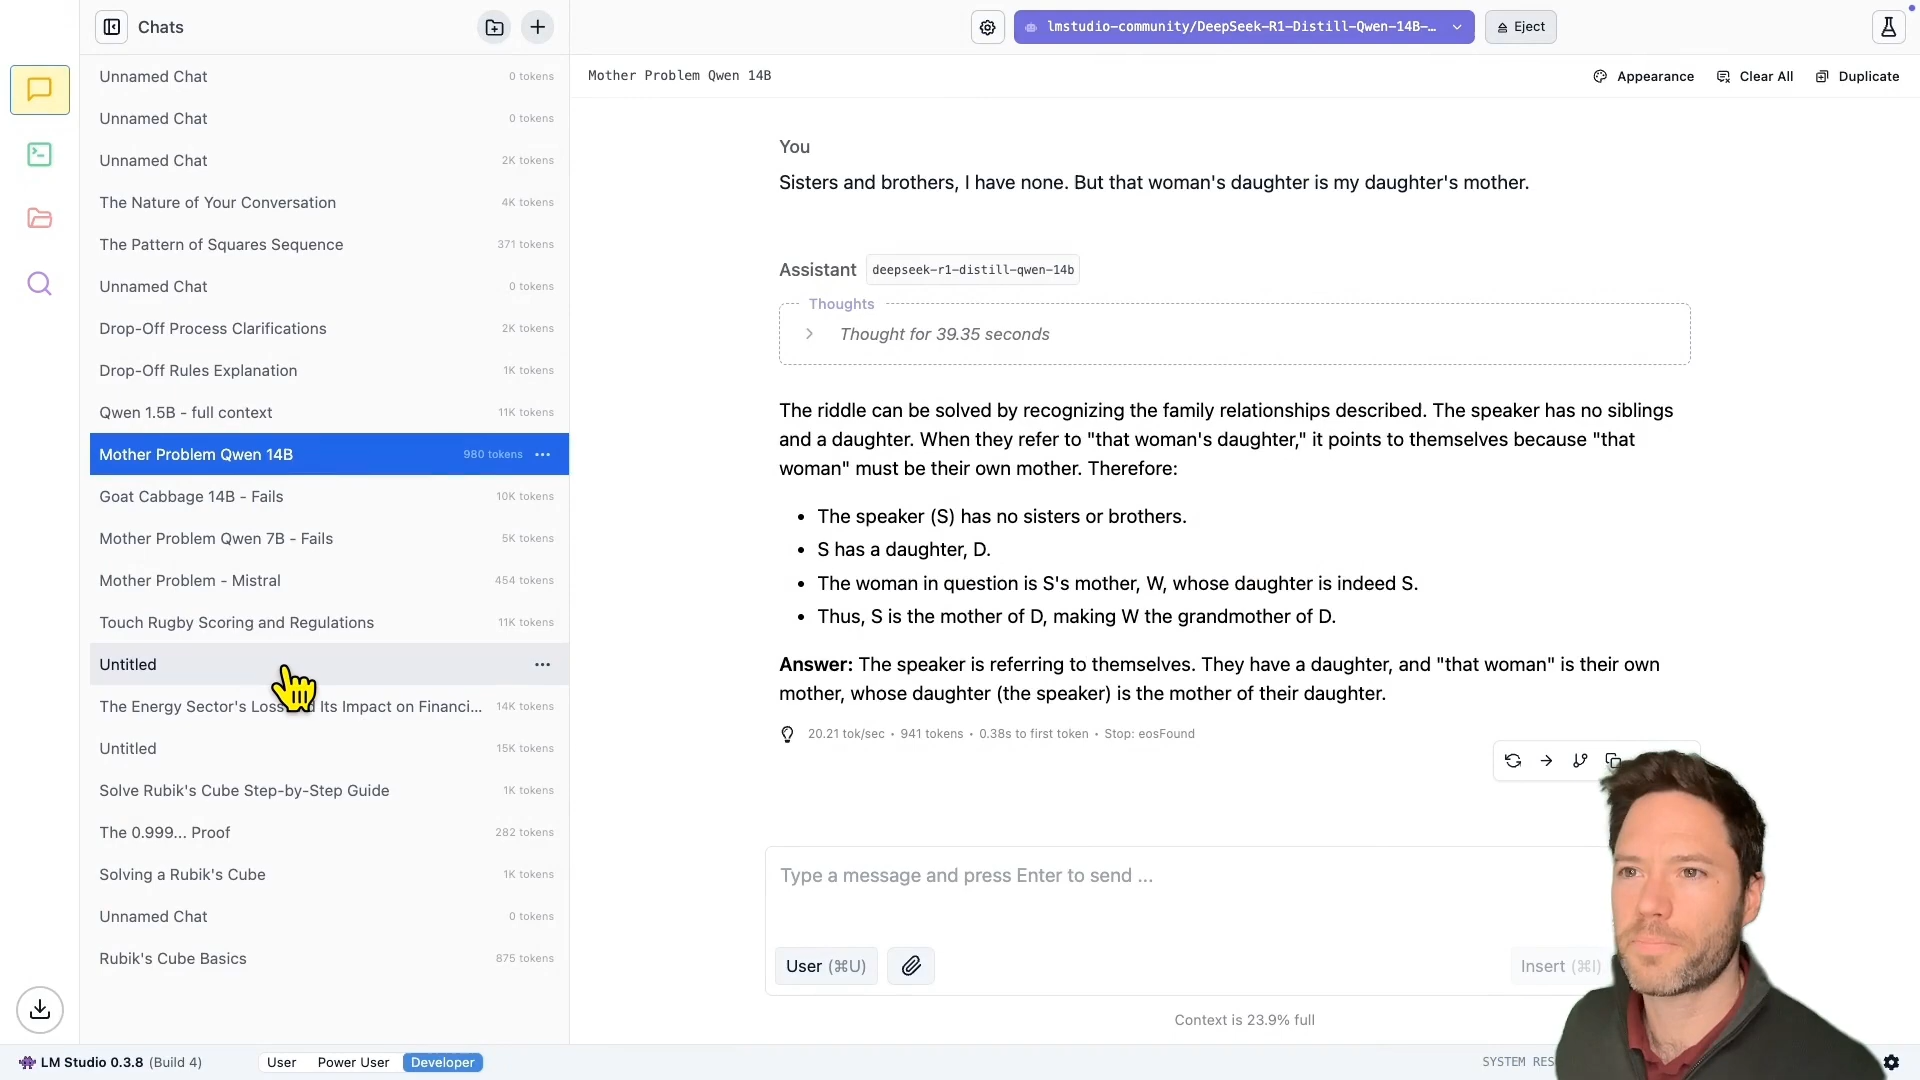 Chats
lmstudio-community/DeepSeek-R1-Distill-Qwen-14B-…
Eject
Unnamed Chat 0 tokens
Unnamed Chat 0 tokens
Unnamed Chat 2K tokens
The Nature of Your Conversation 4K tokens
The Pattern of Squares Sequence 371 tokens
Unnamed Chat 0 tokens
Drop-Off Process Clarifications 2K tokens
Drop-Off Rules Explanation 1K tokens
Qwen 1.5B - full context 11K tokens
Mother Problem Qwen 14B 980 tokens
Goat Cabbage 14B - Fails 10K tokens
Mother Problem Qwen 7B - Fails 5K tokens
Mother Problem - Mistral 454 tokens
Touch Rugby Scoring and Regulations 11K tokens
Untitled
The Energy Sector's Loss Its Impact on Financi... 14K tokens
Untitled 15K tokens
Solve Rubik's Cube Step-by-Step Guide 1K tokens
The 0.999... Proof 282 tokens
Solving a Rubik's Cube 1K tokens
Unnamed Chat 0 tokens
Rubik's Cube Basics 875 tokens
Mother Problem Qwen 14B
Appearance Clear All Duplicate
You
Sisters and brothers, I have none. But that woman's daughter is my daughter's mother.
Assistant deepseek-r1-distill-qwen-14b
Thoughts
Thought for 39.35 seconds
The riddle can be solved by recognizing the family relationships described. The speaker has no siblings
and a daughter. When they refer to "that woman's daughter," it points to themselves because "that
woman" must be their own mother. Therefore:
• The speaker (S) has no sisters or brothers.
• S has a daughter, D.
• The woman in question is S's mother, W, whose daughter is indeed S.
• Thus, S is the mother of D, making W the grandmother of D.
Answer: The speaker is referring to themselves. They have a daughter, and "that woman" is their own
mother, whose daughter (the speaker) is the mother of their daughter.
20.21 tok/sec • 941 tokens • 0.38s to first token • Stop: eosFound
Type a message and press Enter to send ...
User (⌘U)
Insert (⌘I)
Context is 23.9% full
LM Studio 0.3.8 (Build 4)
User Power User Developer
SYSTEM RES